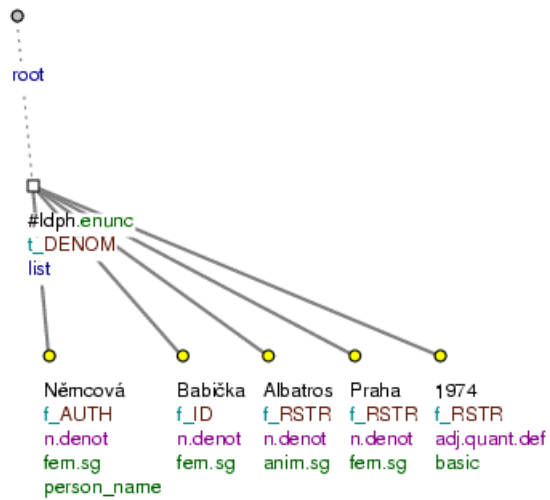 root
#Idph.enunc
t_DENOM
list
Němcová Babička Albatros Praha 1974
f_AUTH f_ID f_RSTR f_RSTR f_RSTR
n.denot n.denot n.denot n.denot adj.quant.def
fem.sg fem.sg anim.sg fem.sg basic
person_name